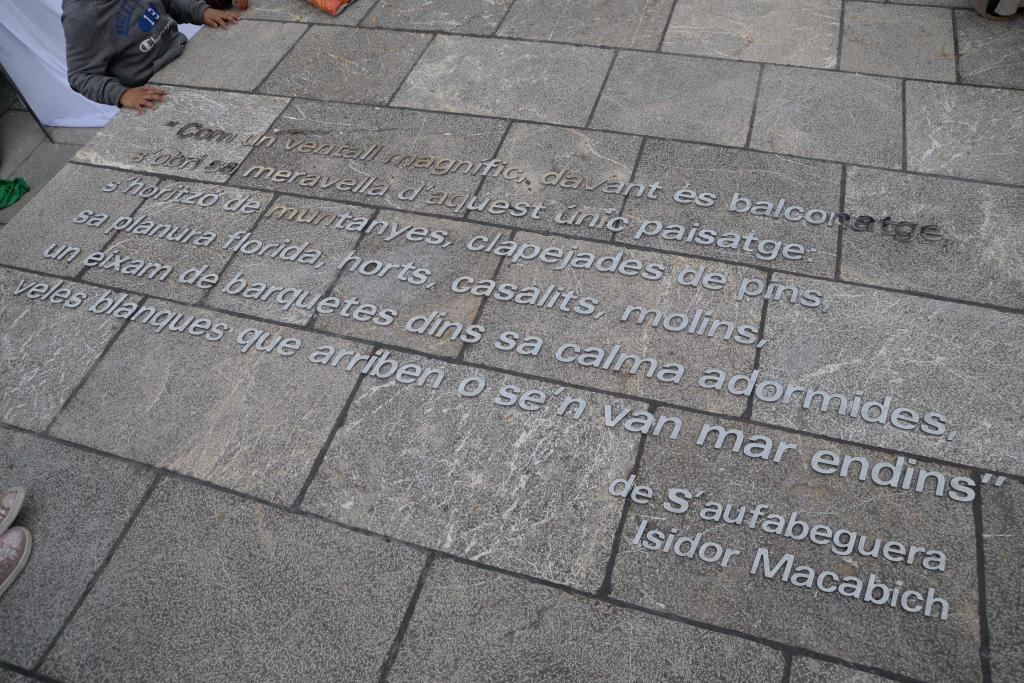 "Com un ventall magnífic, davant es balconatge
s'obri sa meravella d'aquest únic paisatge:
s'horitzó de muntanyes, clapejades de pins,
sa planura florida, horts, casalits, molins,
un eixam de barquetes dins sa calma adormides,
veles blanques que arriben o se'n van mar endins"
de S'aufabeguera
Isidor Macabich
13
Champion